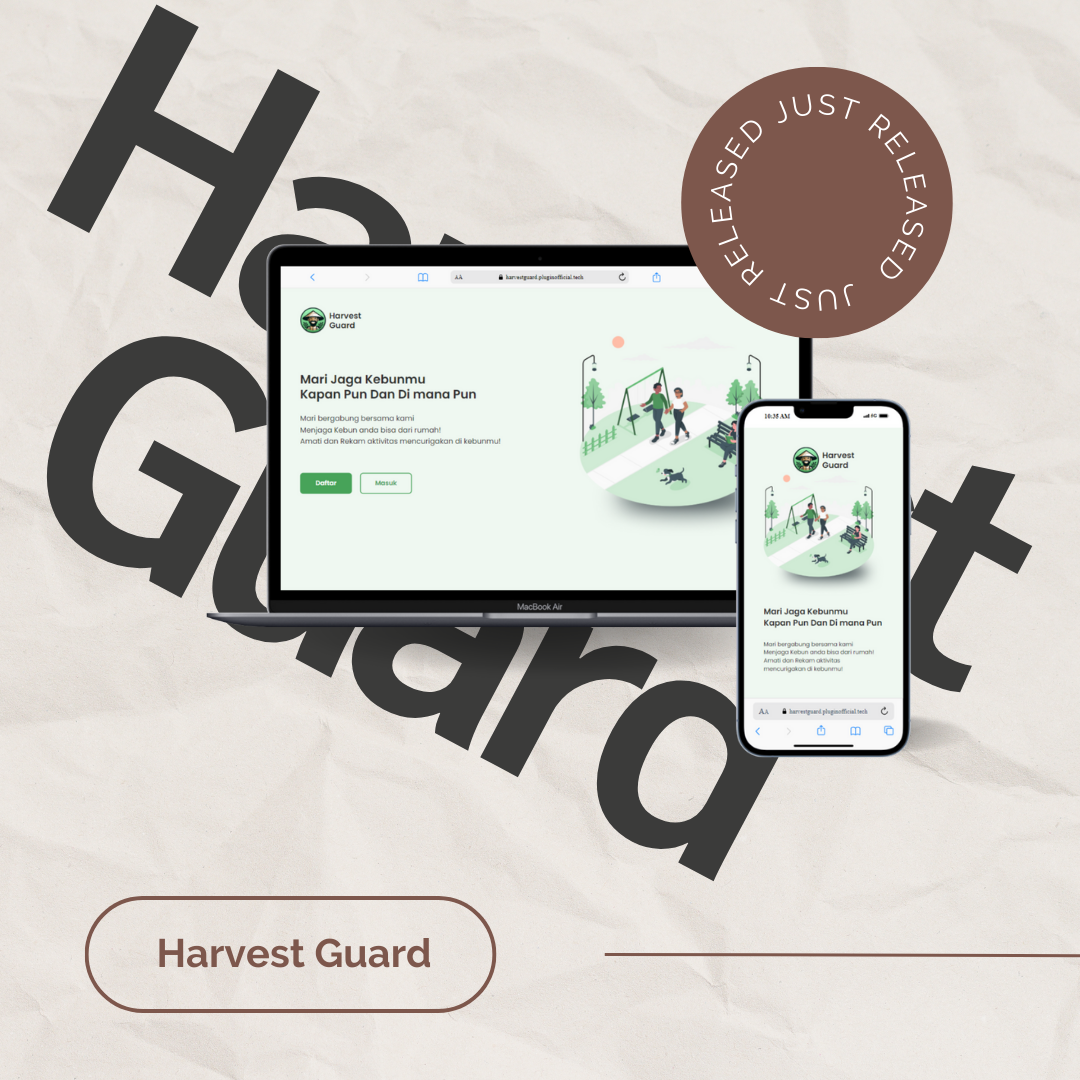 Harvest
Guard
JUST RELEASED JUST RELEASED
AA harvestguard.pluginofficial.tech
Harvest
Guard
Mari Jaga Kebunmu
Kapan Pun Dan Di mana Pun
Mari bergabung bersama kami
Menjaga Kebun anda bisa dari rumah!
Amati dan Rekam aktivitas mencurigakan di kebunmu!
Daftar Masuk
MacBook Air
10:35 AM 5G
Harvest
Guard
Mari Jaga Kebunmu
Kapan Pun Dan Di mana Pun
Mari bergabung bersama kami
Menjaga Kebun anda bisa dari rumah!
Amati dan Rekam aktivitas
mencurigakan di kebunmu!
AA harvestguard.pluginofficial.tech
Harvest Guard